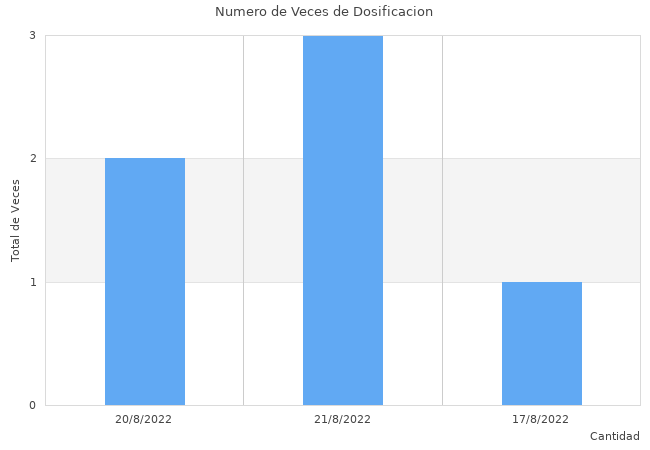 Numero de Veces de Dosificacion
3
2
1
0
Total de Veces
20/8/2022 21/8/2022 17/8/2022
Cantidad